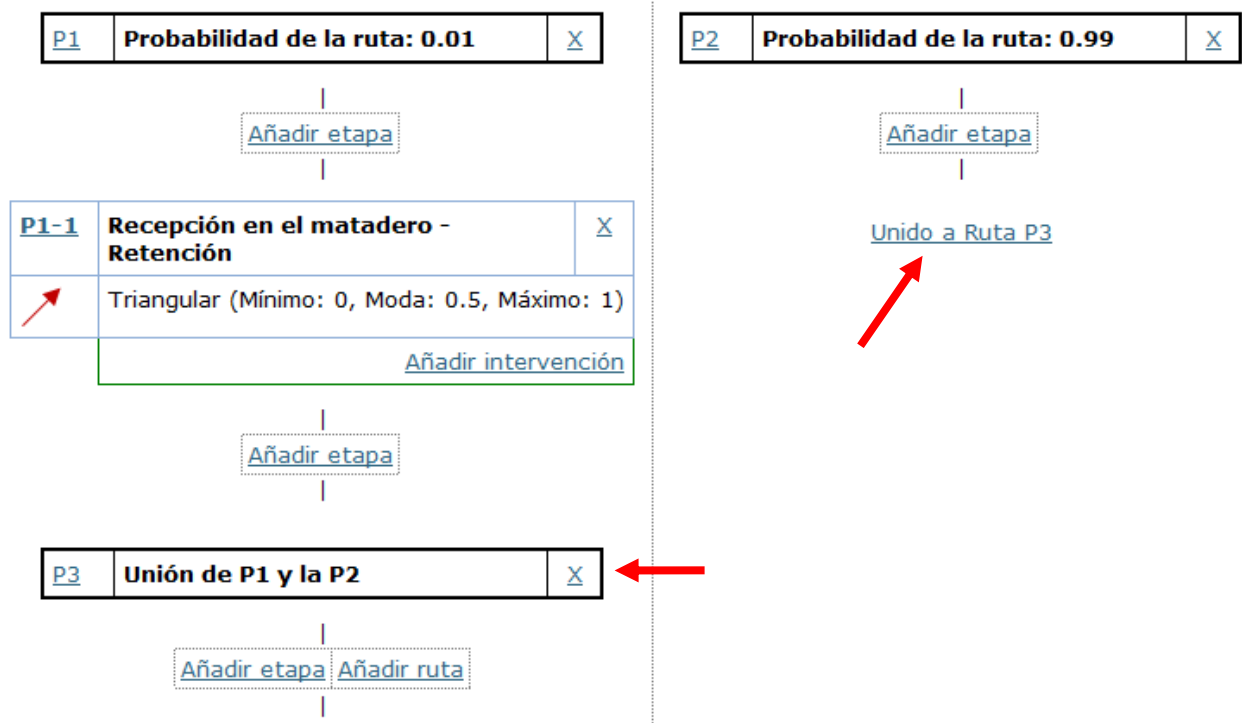 P1 Probabilidad de la ruta: 0.01 X
Añadir etapa
P1-1 Recepción en el matadero - X
Retención
Triangular (Mínimo: 0, Moda: 0.5, Máximo: 1)
Añadir intervención
Añadir etapa
P3 Unión de P1 y la P2 X
Añadir etapa Añadir ruta
P2 Probabilidad de la ruta: 0.99 X
Añadir etapa
Unido a Ruta P3